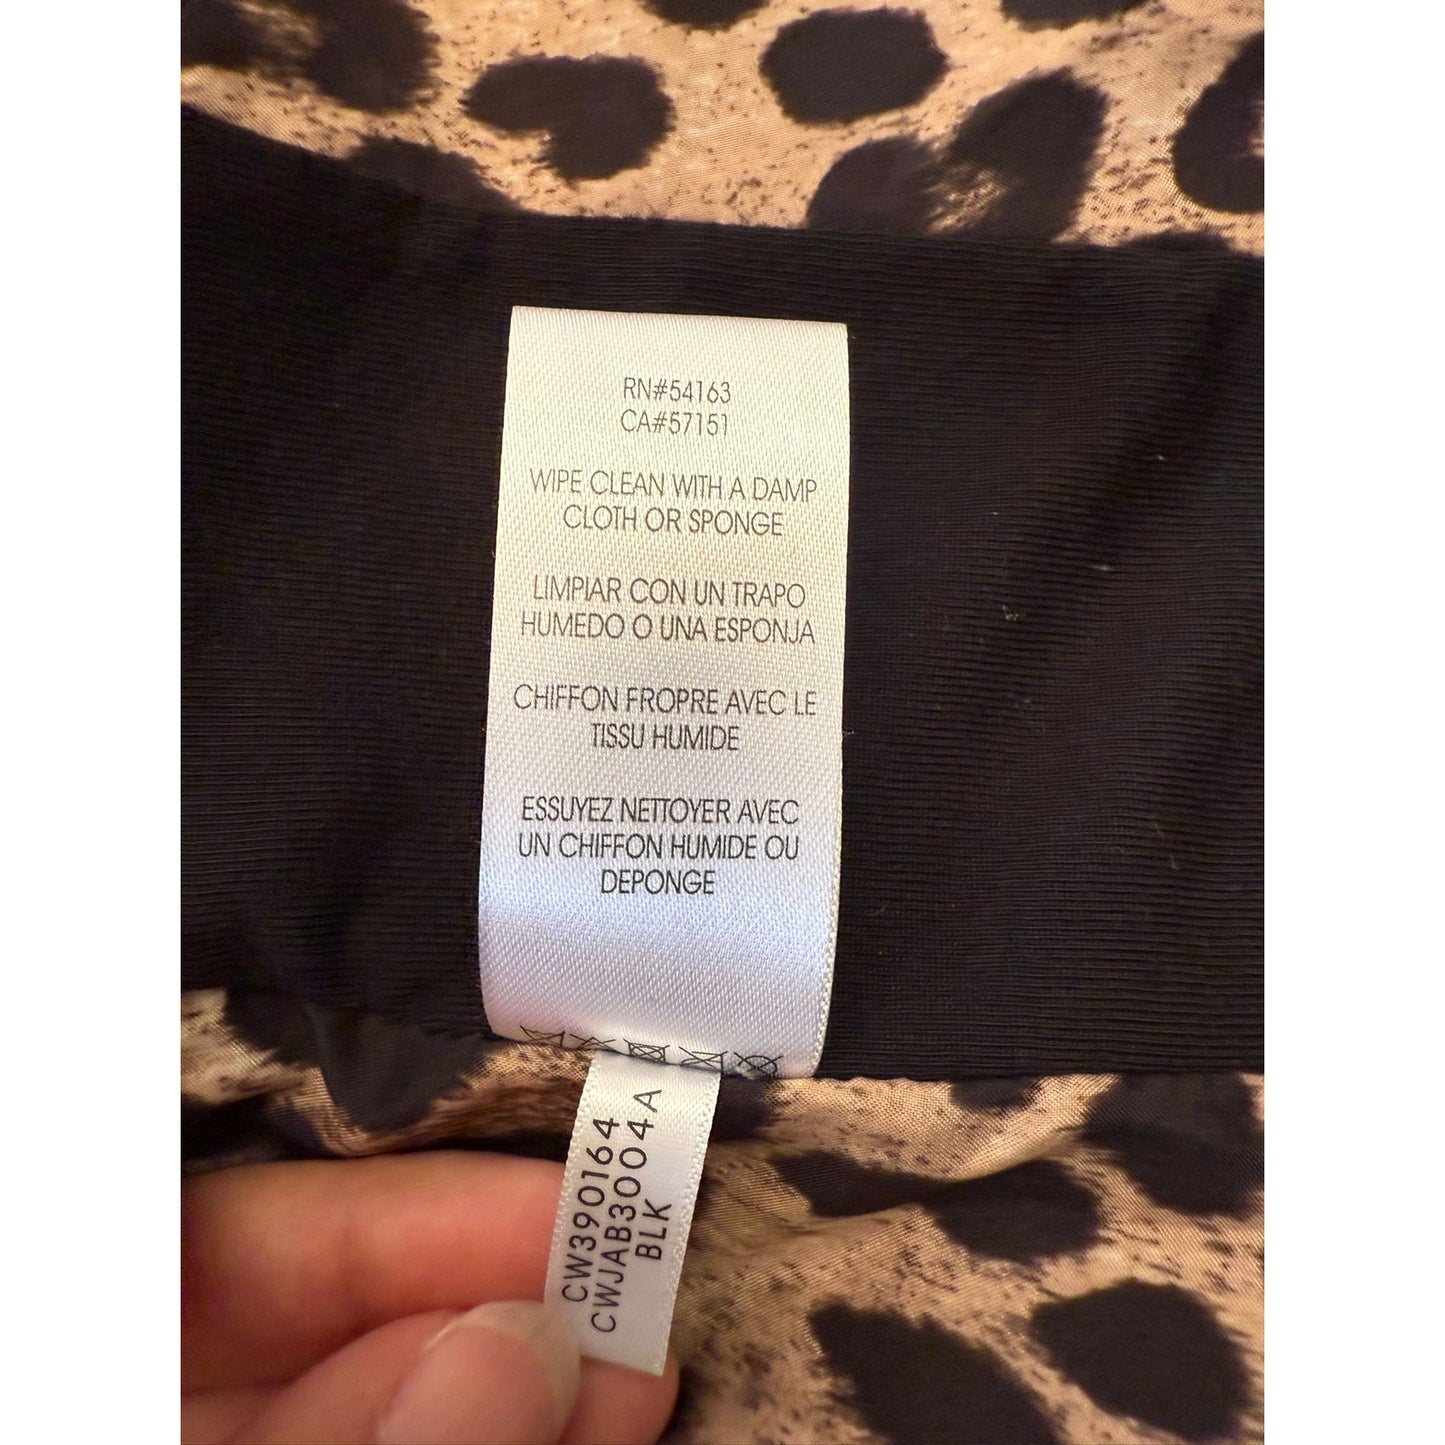 RN#54163
CA#57151
WIPE CLEAN WITH A DAMP
CLOTH OR SPONGE
LIMPIAR CON UN TRAPO
HUMEDO O UNA ESPONJA
CHIFFON FROPRE AVEC LE
TISSU HUMIDE
ESSUYEZ NETTOYER AVEC
UN CHIFFON HUMIDE OU
DEPONGE
CW390164
CWJAB3004A
BLK